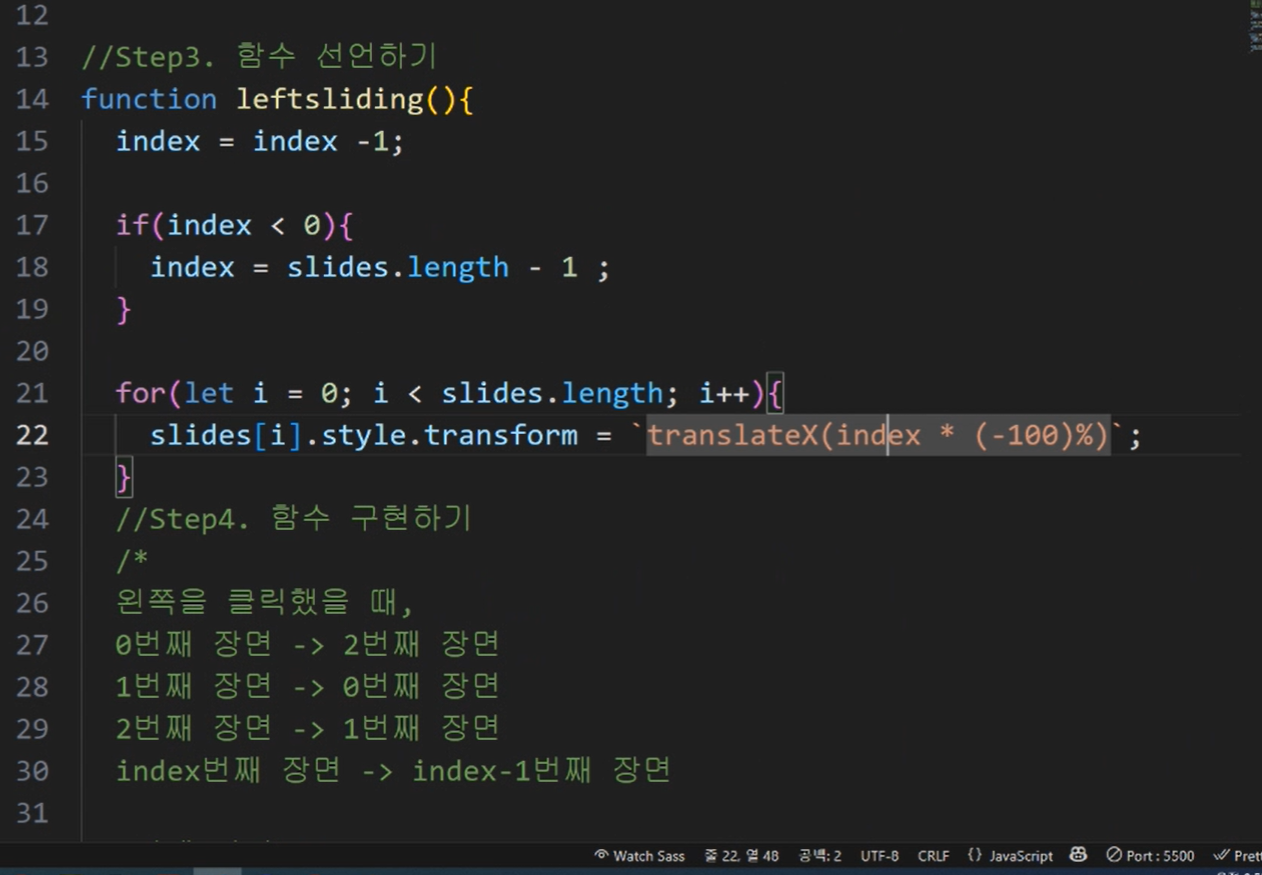 12
13 //Step3. 함수 선언하기
14 function leftsliding(){
15 index = index -1;
16
17 if(index < 0){
18 index = slides.length - 1 ;
19 }
20
21 for(let i = 0; i < slides.length; i++){
22 slides[i].style.transform = `translateX(index * (-100)%)`;
23 }
24 //Step4. 함수 구현하기
25 /*
26 왼쪽을 클릭했을 때,
27 0번째 장면 -> 2번째 장면
28 1번째 장면 -> 0번째 장면
29 2번째 장면 -> 1번째 장면
30 index번째 장면 -> index-1번째 장면
31
Watch Sass 줄 22, 열 48 공백: 2 UTF-8 CRLF {} JavaScript Port : 5500 Prett